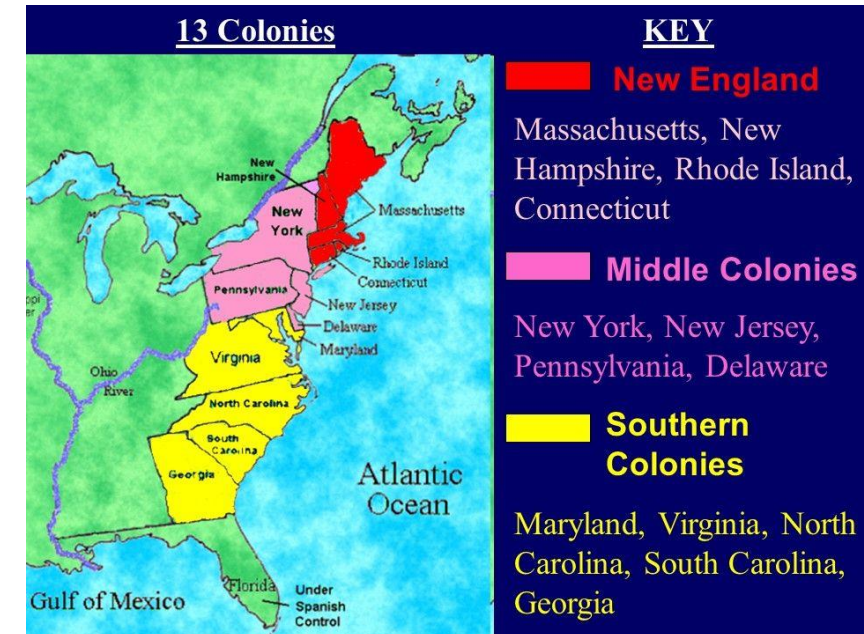 13 Colonies
KEY
New England
Massachusetts, New
Hampshire, Rhode Island,
Connecticut
Middle Colonies
New York, New Jersey,
Pennsylvania, Delaware
Southern
Colonies
Maryland, Virginia, North
Carolina, South Carolina,
Georgia
New
Hampshire
New
York
Massachusetts
Rhode Island
Connecticut
Pennsylvania
New Jersey
Delaware
Maryland
Virginia
Ohio
River
North Carolina
South
Carolina
Georgia
Atlantic
Ocean
Florida
Under
Spanish
Control
Gulf of Mexico